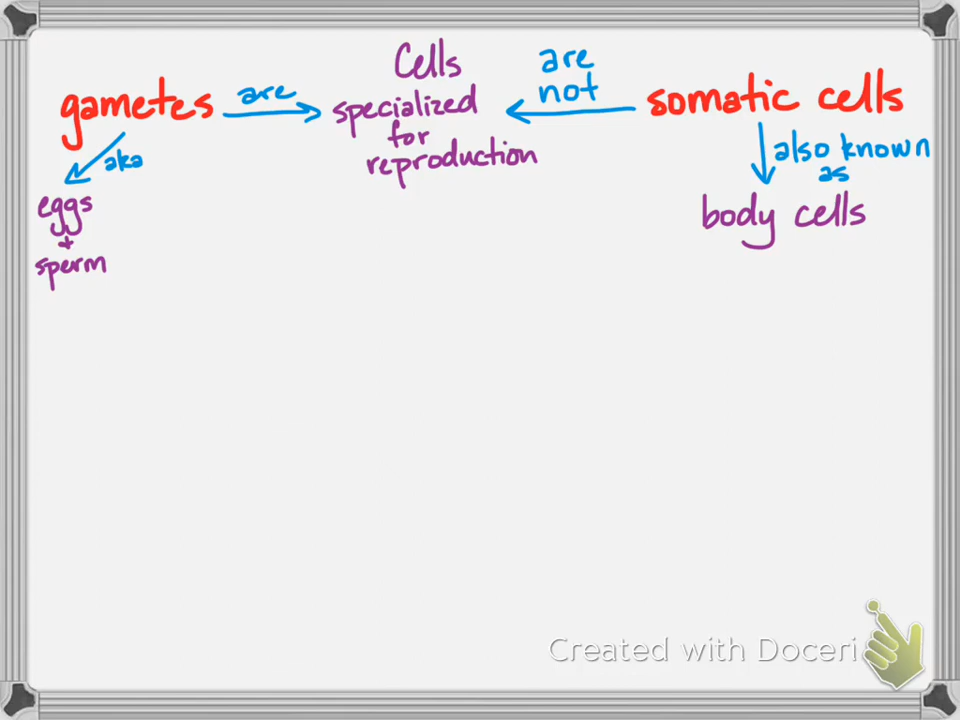 gametes
are
Cells
specialized
for
reproduction
are
not
somatic cells
aka
eggs
+
sperm
also known
as
body cells
Created with Doceri